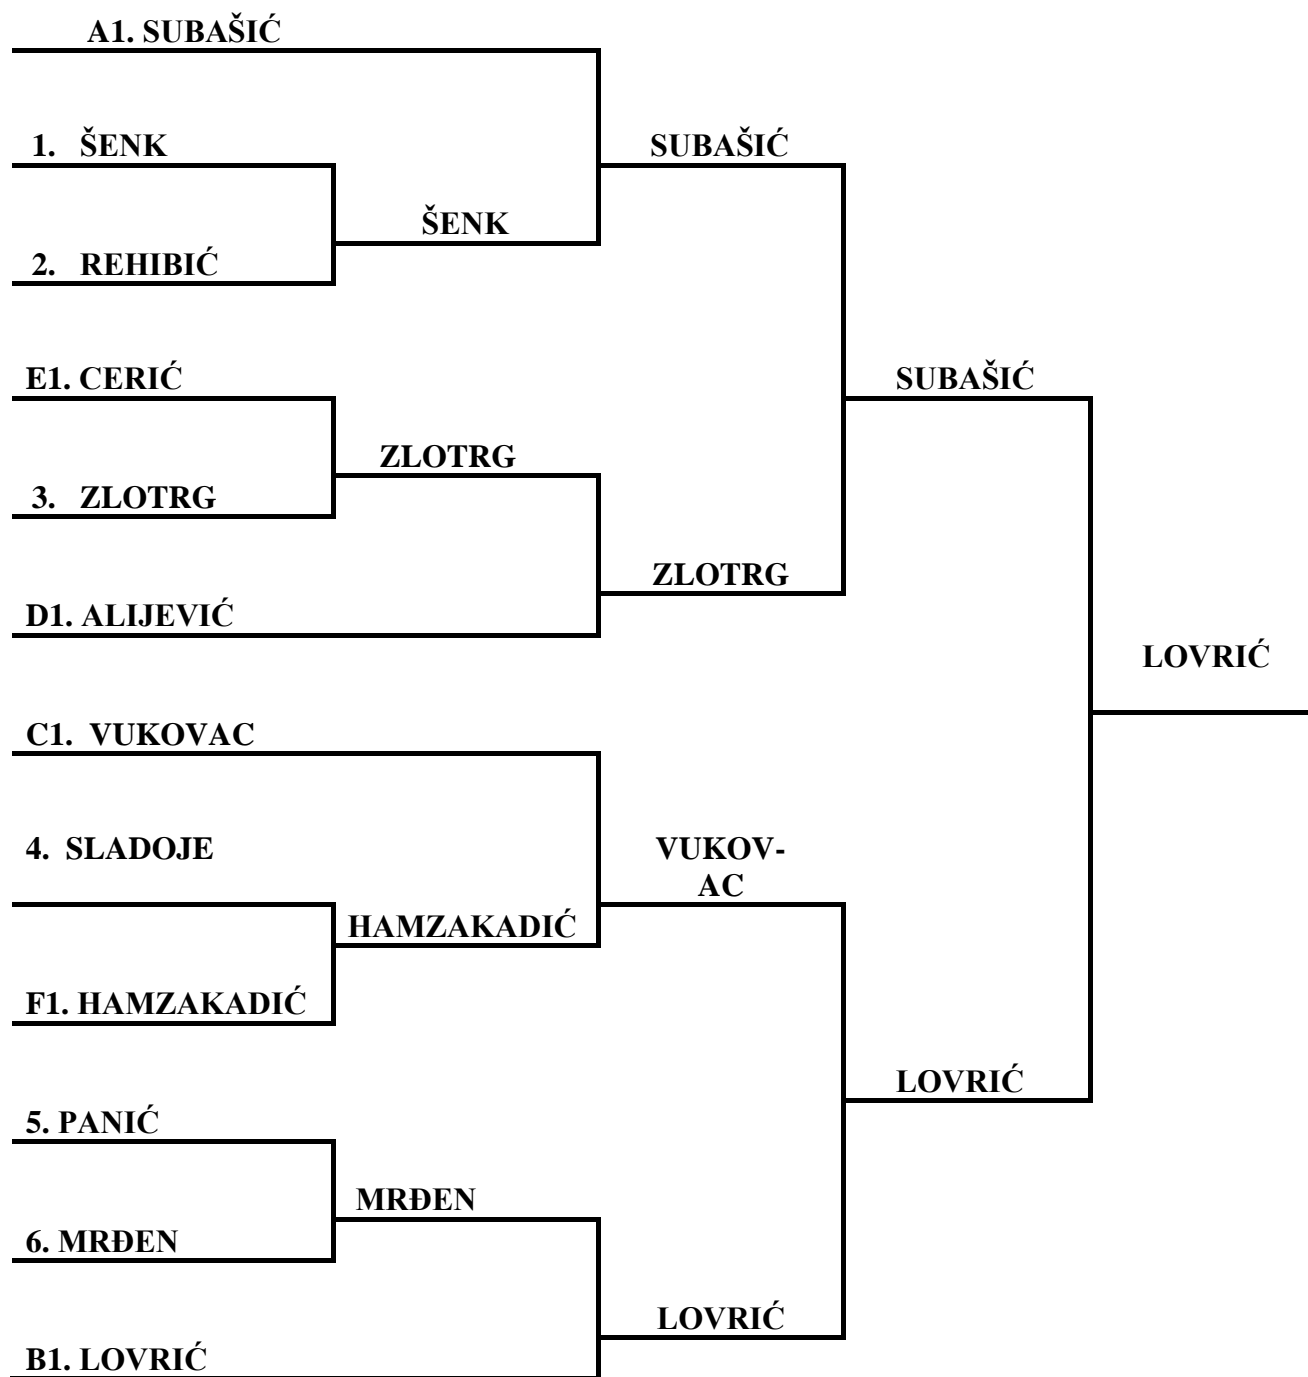 A1. SUBAŠIĆ
1. ŠENK
SUBAŠIĆ
ŠENK
2. REHIBIĆ
E1. CERIĆ
SUBAŠIĆ
ZLOTRG
3. ZLOTRG
ZLOTRG
D1. ALIJEVIĆ
LOVRIĆ
C1. VUKOVAC
4. SLADOJE
VUKOV-
AC
HAMZAKADIĆ
F1. HAMZAKADIĆ
LOVRIĆ
5. PANIĆ
MRĐEN
6. MRĐEN
LOVRIĆ
B1. LOVRIĆ